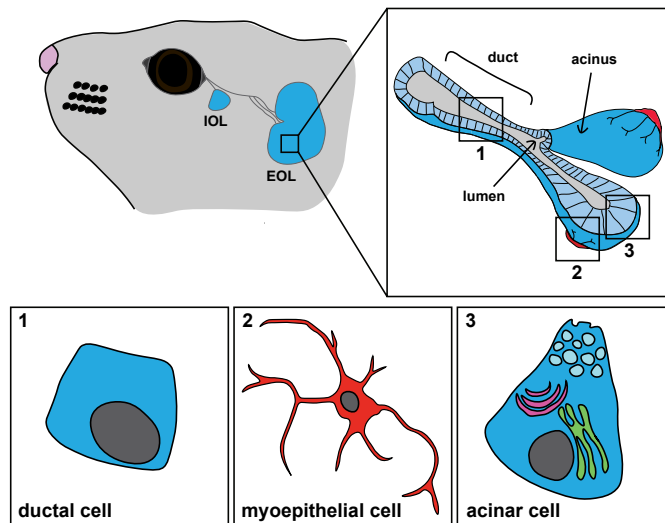 IOL
EOL
duct
acinus
1
lumen
3
2
1
ductal cell
2
myoepithelial cell
3
acinar cell